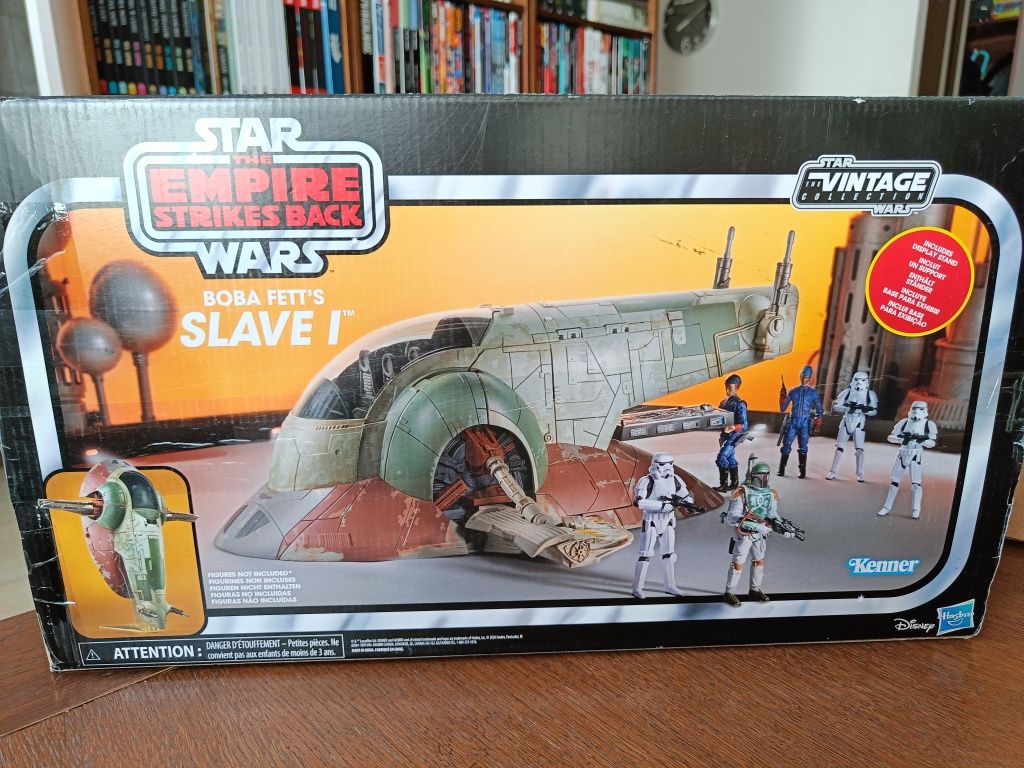 STAR
THE
EMPIRE
STRIKES BACK
WARS™
BOBA FETT'S
SLAVE I™
STAR
THE VINTAGE
COLLECTION
WARS
INCLUDES
DISPLAY STAND
INCLUT
UN SUPPORT
ENTHÄLT
STÄNDER
INCLUYE
BASE PARA EXHIBIR
INCLUI BASE
PARA EXIBIÇÃO
FIGURES NOT INCLUDED*
FIGURINES NON INCLUSES
FIGUREN NICHT ENTHALTEN
FIGURAS NO INCLUIDAS
FIGURAS NÃO INCLUÍDAS
Kenner
Disney
Hasbro
ATTENTION :
DANGER D'ÉTOUFFEMENT – Petites pièces. Ne
convient pas aux enfants de moins de 3 ans.